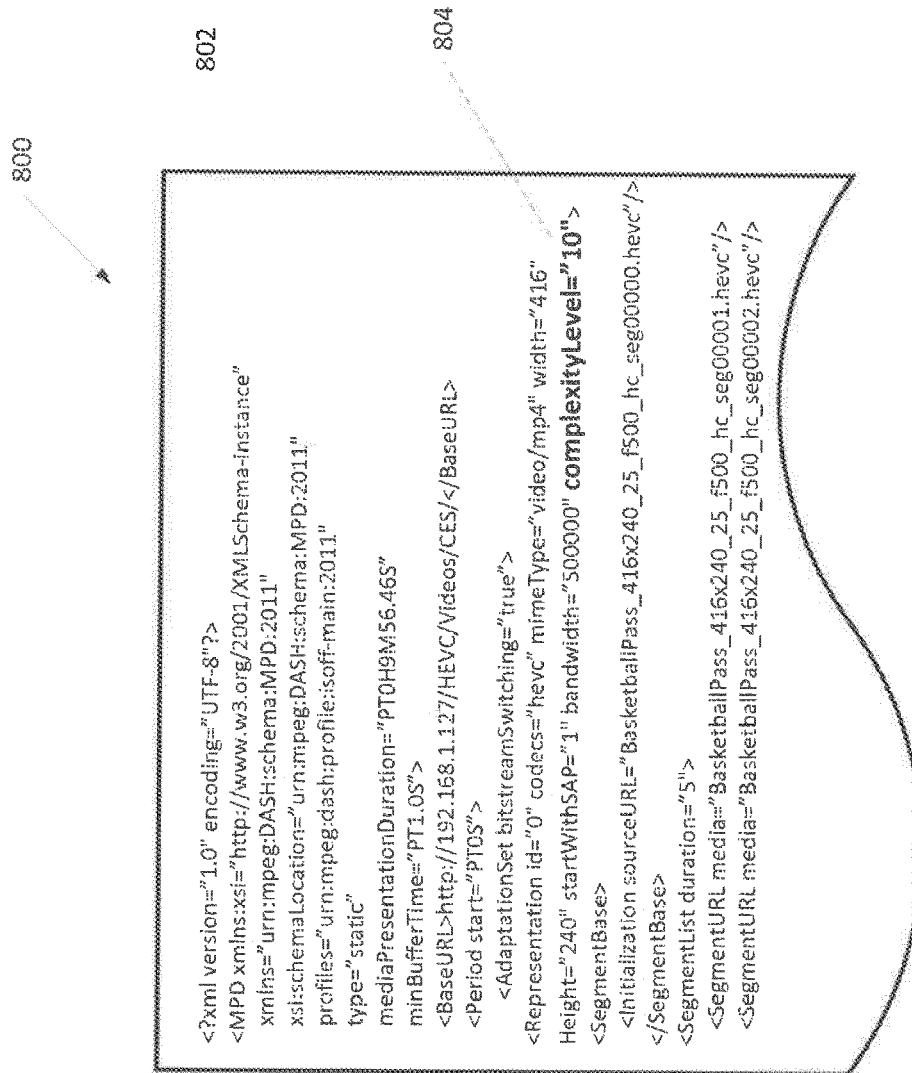 800
802
<?xml version="1.0" encoding="UTF-8"?>
<MPD xmlns:xsi="http://www.w3.org/2001/XMLSchema-instance"
xmlns="urn:mpeg:DASH:schema:MPD:2011"
xsi:schemaLocation="urn:mpeg:DASH:schema:MPD:2011"
profiles="urn:mpeg:dash:profile:isoff-main:2011"
type="static"
mediaPresentationDuration="PT0H9M56.46S"
minBufferTime="PT1.0S">
<BaseURL>http://192.168.1.127/HEVC/Videos/CES/</BaseURL>
<Period start="PT0S">
<AdaptationSet bitstreamSwitching="true">
<Representation id="0" codecs="hevc" mimeType="video/mp4" width="416"
Height="240" startWithSAP="1" bandwidth="500000" complexityLevel="10">
804
<SegmentBase>
<Initialization sourceURL="BasketballPass_416x240_25_f500_hc_seg00000.hevc"/>
</SegmentBase>
<SegmentList duration="5">
<SegmentURL media="BasketballPass_416x240_25_f500_hc_seg00001.hevc"/>
<SegmentURL media="BasketballPass_416x240_25_f500_hc_seg00002.hevc"/>